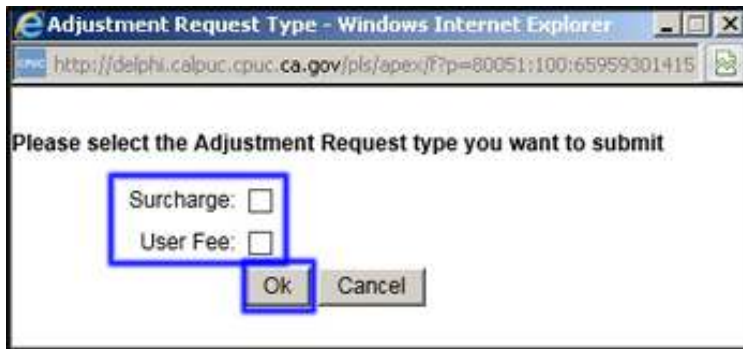 Adjustment Request Type - Windows Internet Explorer
CPUC http://delphi.calpuc.cpuc.ca.gov/pls/apex/f?p=80051:100:65959301415
Please select the Adjustment Request type you want to submit
Surcharge:
User Fee:
Ok Cancel